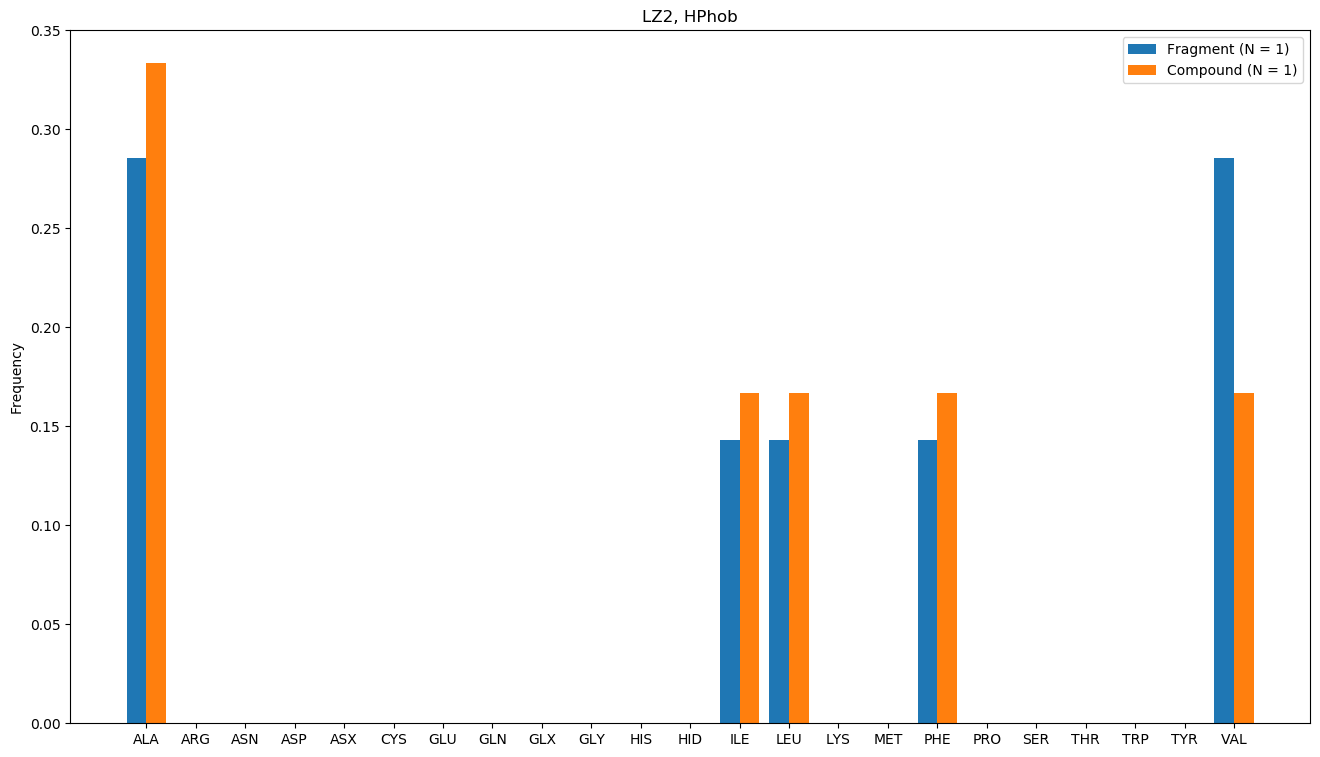 LZ2, HPhob
Fragment (N = 1)
Compound (N = 1)
Frequency
0.35
0.30
0.25
0.20
0.15
0.10
0.05
0.00
ALA ARG ASN ASP ASX CYS GLU GLN GLX GLY HIS HID ILE LEU LYS MET PHE PRO SER THR TRP TYR VAL